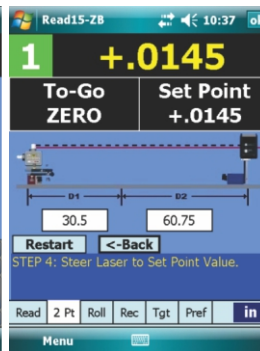 Read15-ZB 10:37 ok
1 +.0145
To-Go Set Point
ZERO +.0145
D1 D2
30.5 60.75
Restart <-Back
STEP 4: Steer Laser to Set Point Value.
Read 2 Pt Roll Rec Tgt Pref in
Menu